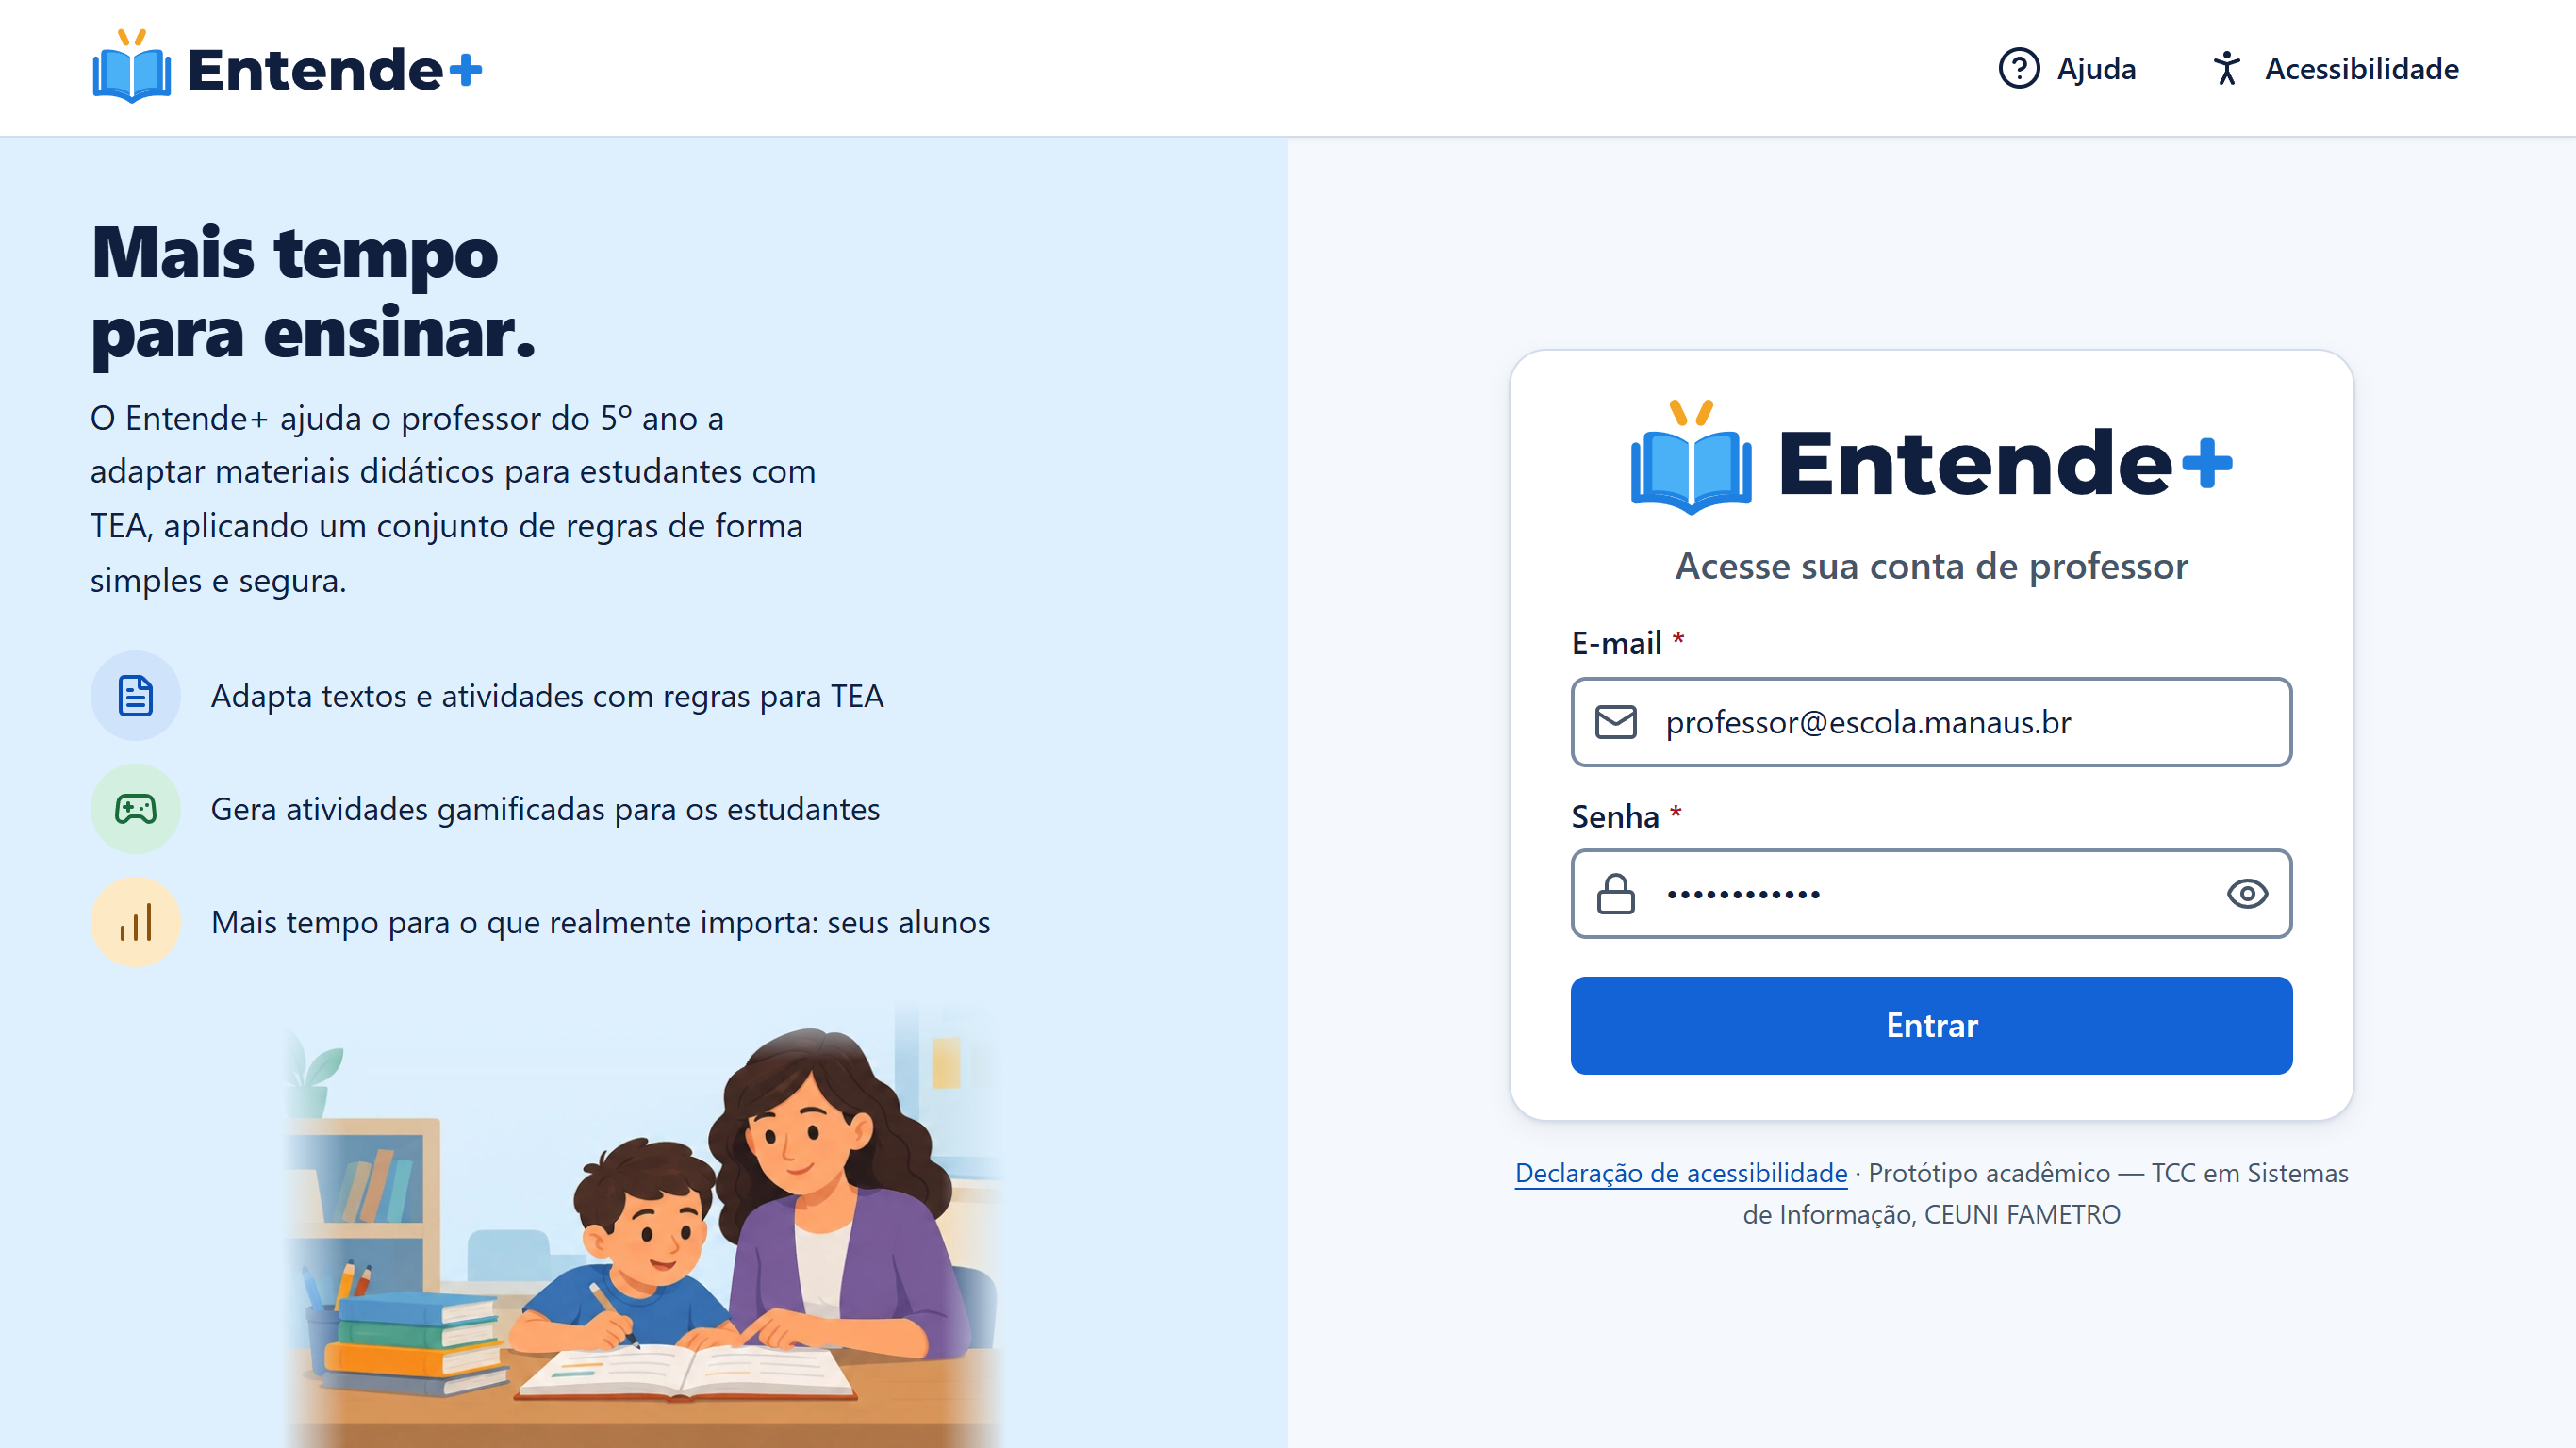 Entende+
Ajuda
Acessibilidade
Mais tempo
para ensinar.
O Entende+ ajuda o professor do 5º ano a
adaptar materiais didáticos para estudantes com
TEA, aplicando um conjunto de regras de forma
simples e segura.
Adapta textos e atividades com regras para TEA
Gera atividades gamificadas para os estudantes
Mais tempo para o que realmente importa: seus alunos
Entende+
Acesse sua conta de professor
E-mail *
professor@escola.manaus.br
Senha *
••••••••••••
Entrar
Declaração de acessibilidade · Protótipo acadêmico — TCC em Sistemas
de Informação, CEUNI FAMETRO